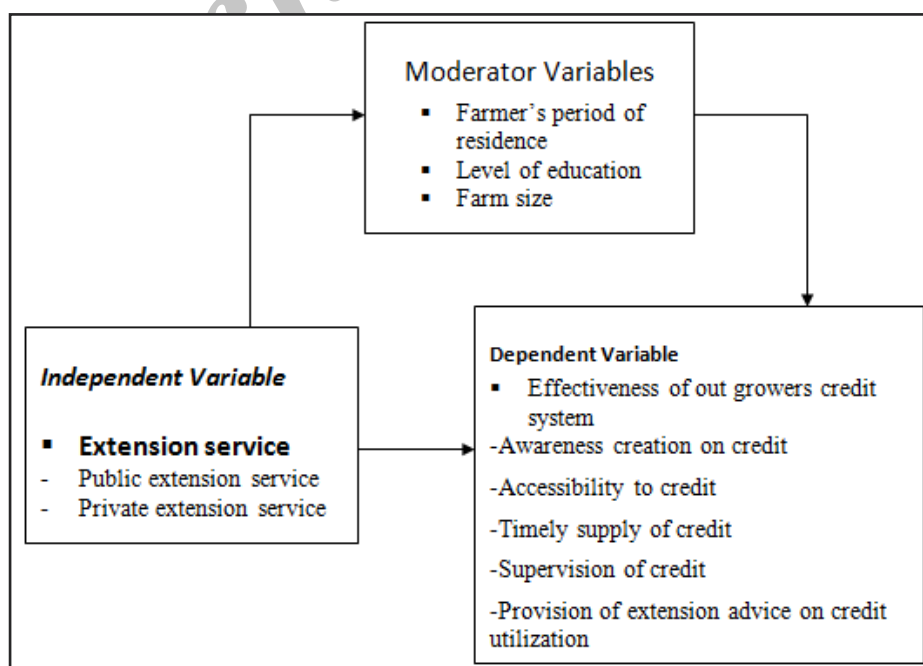 Moderator Variables
▪ Farmer's period of
residence
▪ Level of education
▪ Farm size
Independent Variable
▪ Extension service
- Public extension service
- Private extension service
Dependent Variable
▪ Effectiveness of out growers credit
system
-Awareness creation on credit
-Accessibility to credit
-Timely supply of credit
-Supervision of credit
-Provision of extension advice on credit
utilization